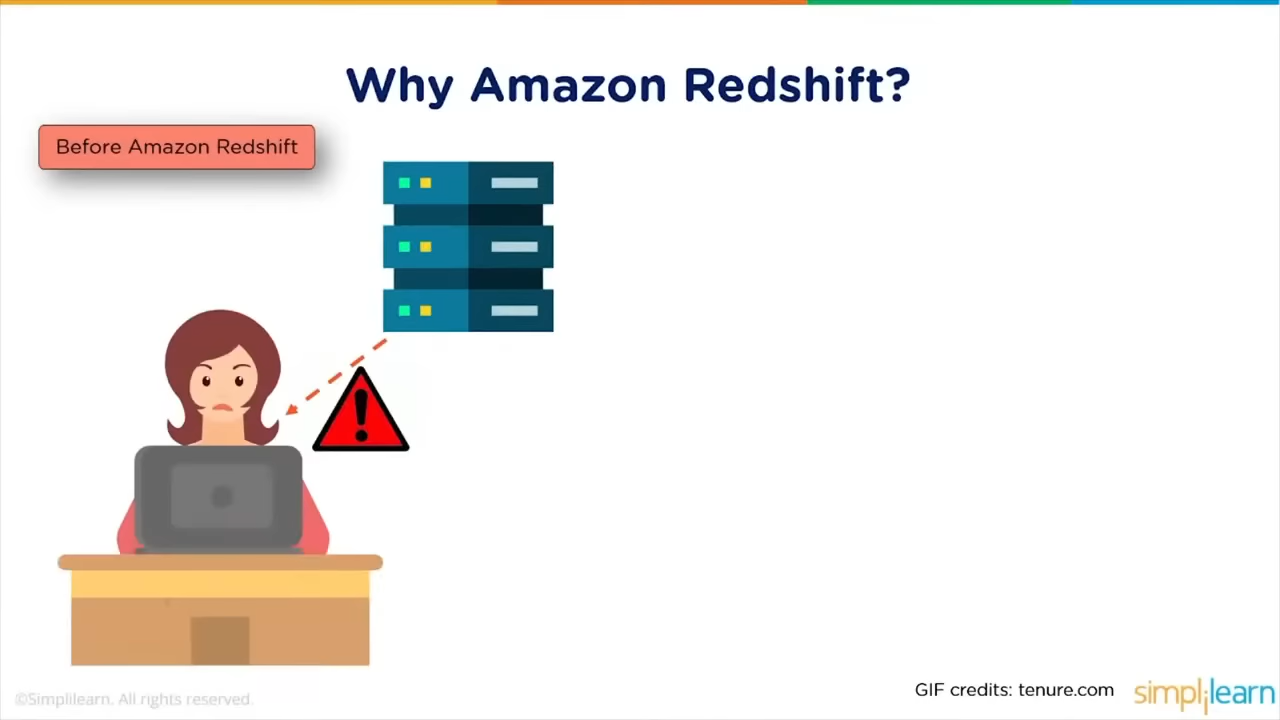 Why Amazon Redshift?
Before Amazon Redshift
GIF credits: tenure.com
©Simplilearn. All rights reserved.
simplilearn